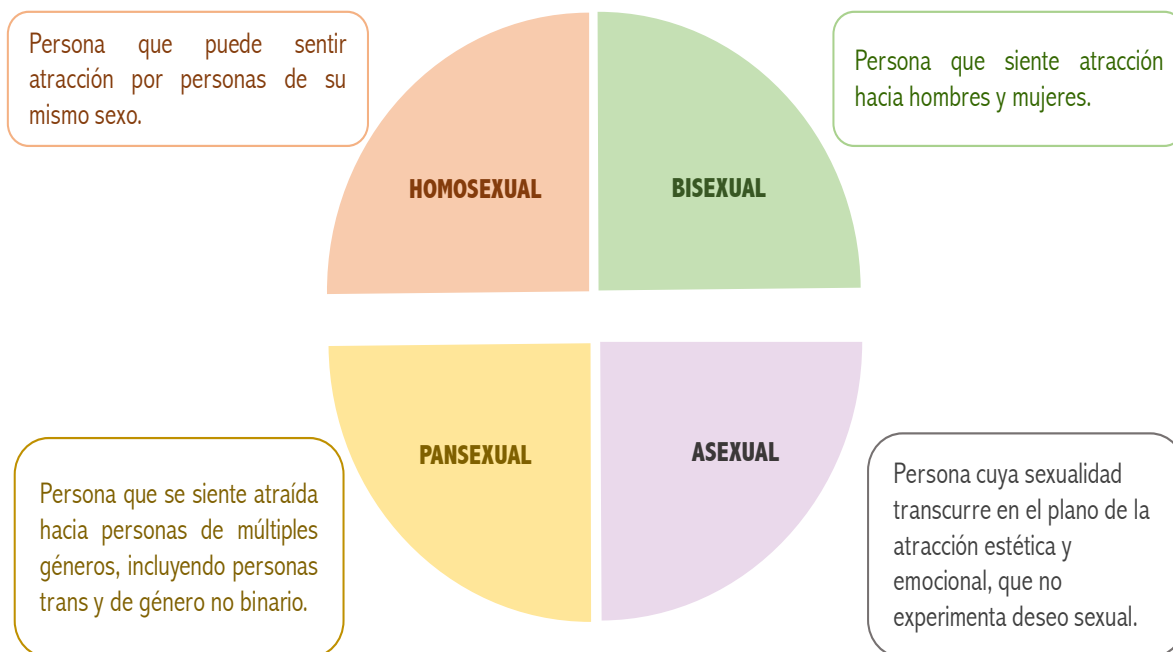 Persona que puede sentir
atracción por personas de su
mismo sexo.
Persona que siente atracción
hacia hombres y mujeres.
HOMOSEXUAL
BISEXUAL
PANSEXUAL
ASEXUAL
Persona que se siente atraída
hacia personas de múltiples
géneros, incluyendo personas
trans y de género no binario.
Persona cuya sexualidad
transcurre en el plano de la
atracción estética y
emocional, que no
experimenta deseo sexual.